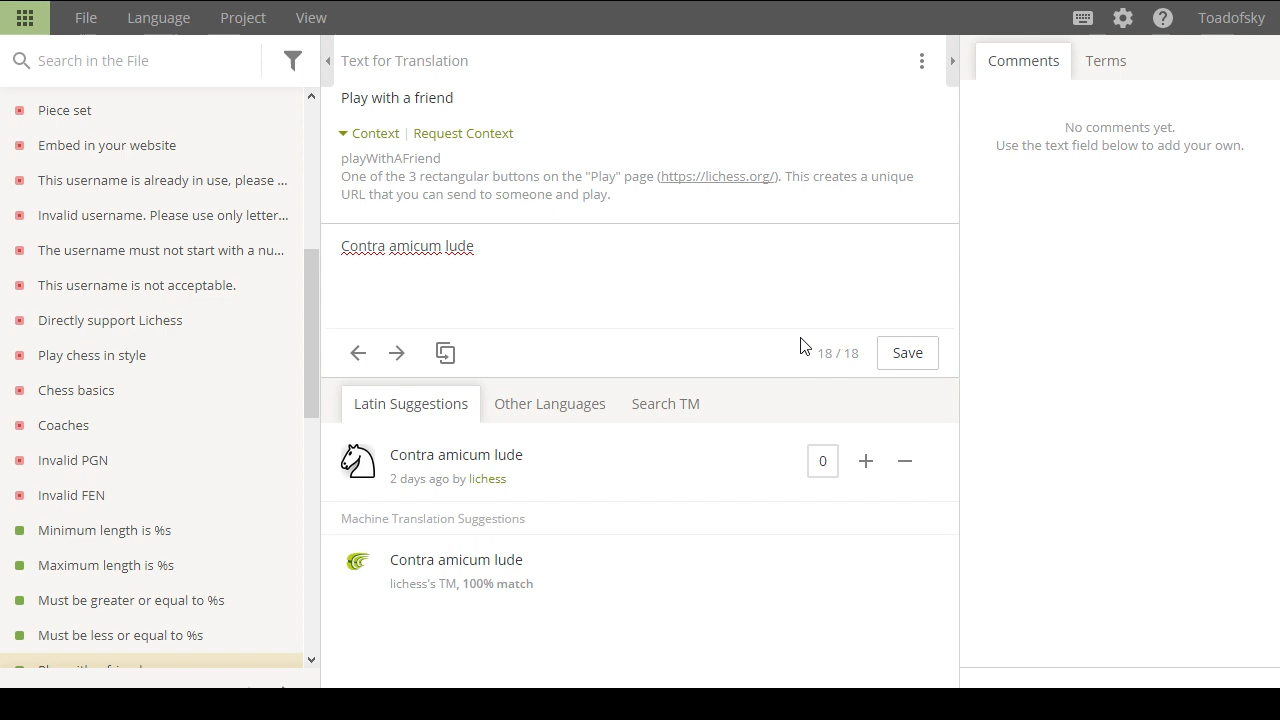 File Language Project View Toadofsky
Search in the File
Piece set
Embed in your website
This username is already in use, please ...
Invalid username. Please use only letter...
The username must not start with a nu...
This username is not acceptable.
Directly support Lichess
Play chess in style
Chess basics
Coaches
Invalid PGN
Invalid FEN
Minimum length is %s
Maximum length is %s
Must be greater or equal to %s
Must be less or equal to %s
Text for Translation
Play with a friend
Context | Request Context
playWithAFriend
One of the 3 rectangular buttons on the "Play" page (https://lichess.org/). This creates a unique
URL that you can send to someone and play.
Contra amicum lude
18 / 18 Save
Latin Suggestions Other Languages Search TM
Contra amicum lude
0
2 days ago by lichess
Machine Translation Suggestions
Contra amicum lude
lichess's TM, 100% match
Comments Terms
No comments yet.
Use the text field below to add your own.